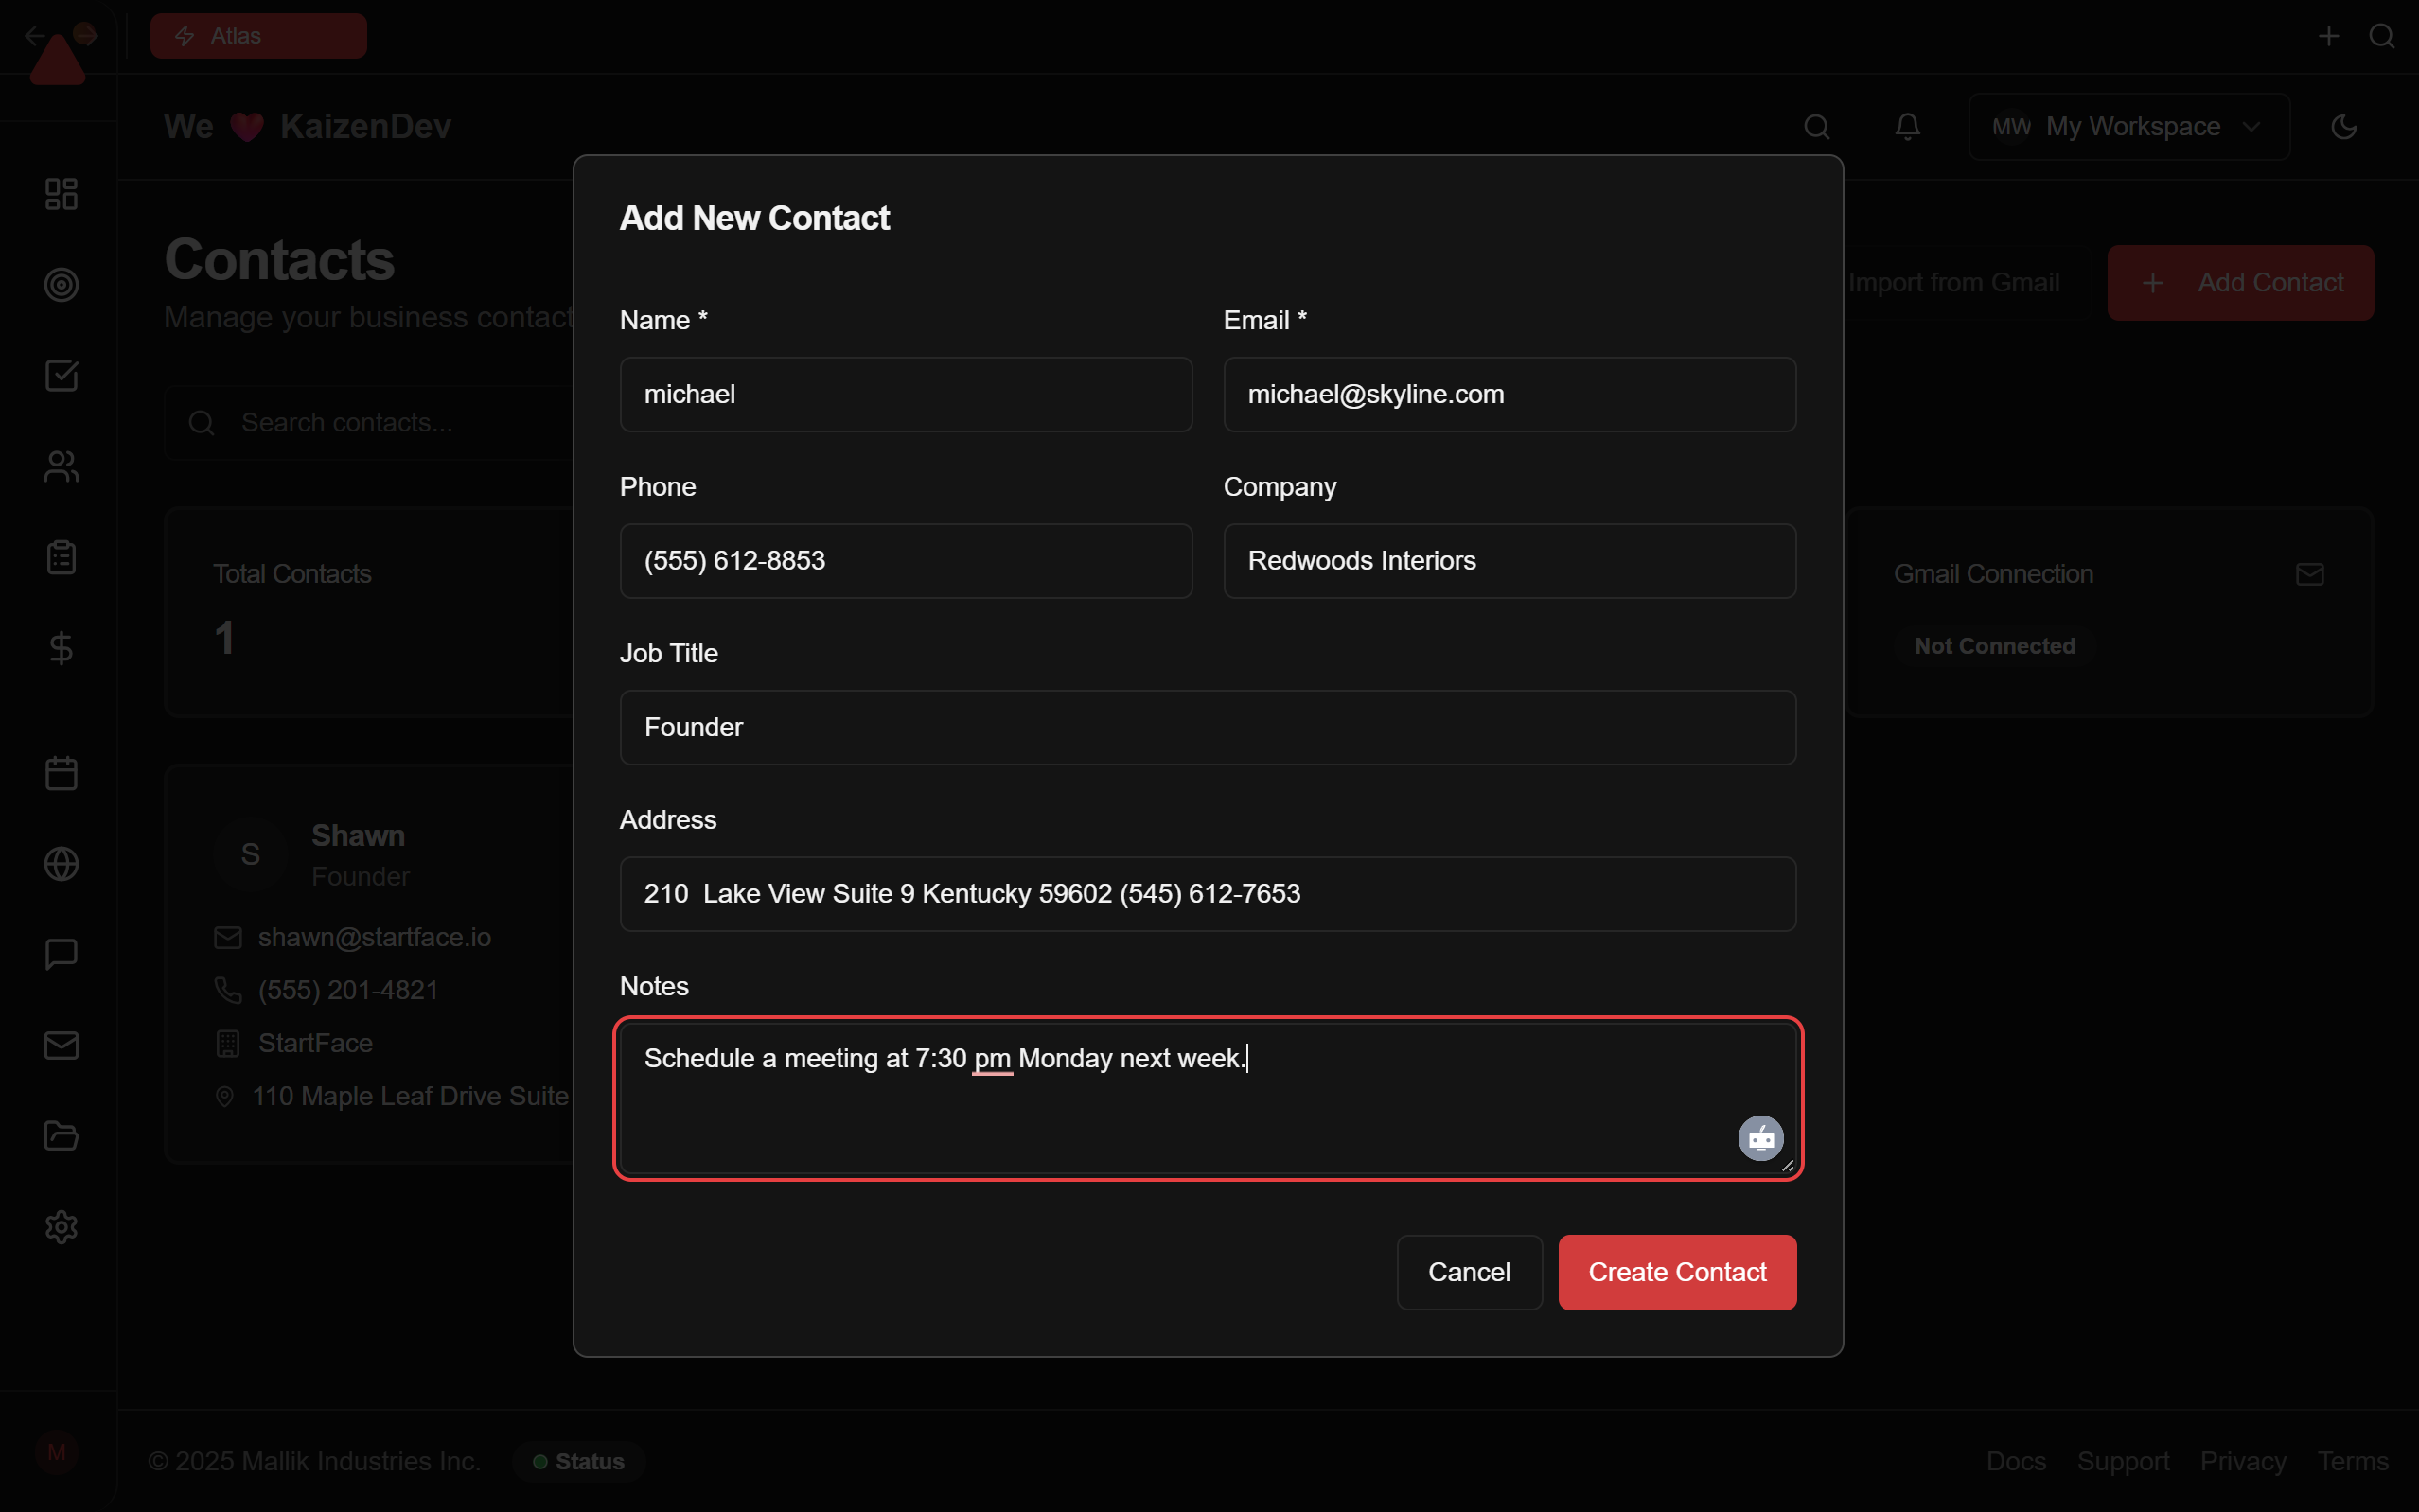 Atlas
We ❤ KaizenDev
MW My Workspace
Contacts
Manage your business contact
Import from Gmail
Add Contact
Search contacts...
Total Contacts
1
Gmail Connection
Not Connected
S
Shawn
Founder
shawn@startface.io
(555) 201-4821
StartFace
110 Maple Leaf Drive Suite
Add New Contact
Name * Email *
michael michael@skyline.com
Phone Company
(555) 612-8853 Redwoods Interiors
Job Title
Founder
Address
210  Lake View Suite 9 Kentucky 59602 (545) 612-7653
Notes
Schedule a meeting at 7:30 pm Monday next week.
Cancel Create Contact
M
© 2025 Mallik Industries Inc. Status
Docs Support Privacy Terms